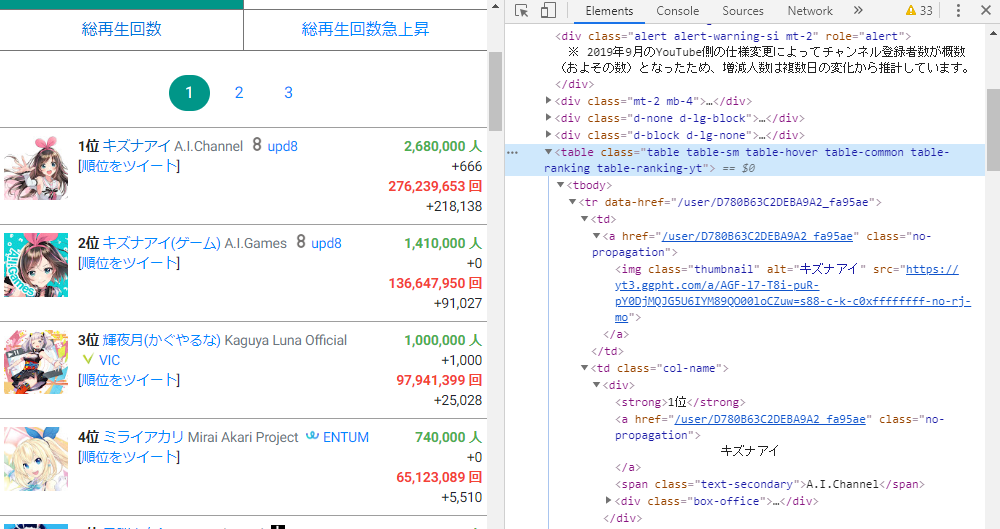 総再生回数 総再生回数急上昇
1 2 3
1位 キズナアイ A.I.Channel upd8
2,680,000 人
[順位をツイート]
+666
276,239,653 回
+218,138
2位 キズナアイ(ゲーム) A.I.Games upd8
1,410,000 人
[順位をツイート]
+0
136,647,950 回
+91,027
A.I.Games
3位 輝夜月(かぐやるな) Kaguya Luna Official
1,000,000 人
VIC
+1,000
[順位をツイート]
97,941,399 回
+25,028
4位 ミライアカリ Mirai Akari Project ENTUM
740,000 人
[順位をツイート]
+0
65,123,089 回
+5,510
Elements Console Sources Network » 33
<div class="alert alert-warning-si mt-2" role="alert">
※ 2019年9月のYouTube側の仕様変更によってチャンネル登録者数が概数
(およその数)となったため、増減人数は複数日の変化から推計しています。
</div>
<div class="mt-2 mb-4">…</div>
<div class="d-none d-lg-block">…</div>
<div class="d-block d-lg-none">…</div>
<table class="table table-sm table-hover table-common table-
ranking table-ranking-yt"> == $0
<tbody>
<tr data-href="/user/D780B63C2DEBA9A2_fa95ae">
<td>
<a href="/user/D780B63C2DEBA9A2_fa95ae" class="no-
propagation">
<img class="thumbnail" alt="キズナアイ" src="https://
yt3.ggpht.com/a/AGF-l7-T8i-puR-
pY0DjMQJG5U6IYM89QO00loCZuw=s88-c-k-c0xffffffff-no-rj-
mo">
</a>
</td>
<td class="col-name">
<div>
<strong>1位</strong>
<a href="/user/D780B63C2DEBA9A2_fa95ae" class="no-
propagation">
キズナアイ
</a>
<span class="text-secondary">A.I.Channel</span>
<div class="box-office">…</div>
</div>